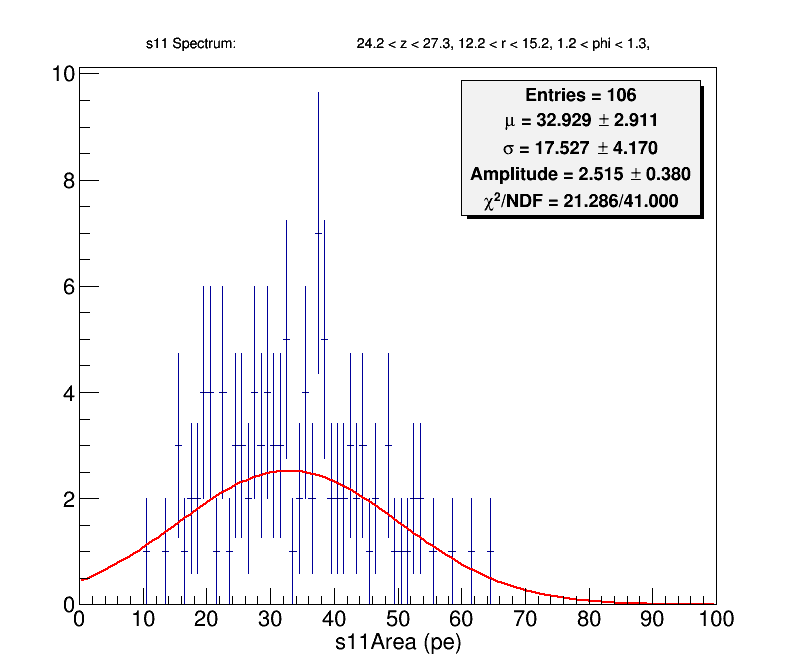 s11 Spectrum: 24.2 < z < 27.3, 12.2 < r < 15.2, 1.2 < phi < 1.3,
Entries = 106
μ = 32.929 ± 2.911
σ = 17.527 ± 4.170
Amplitude = 2.515 ± 0.380
χ²/NDF = 21.286/41.000
10
8
6
4
2
0
0 10 20 30 40 50 60 70 80 90 100
s11Area (pe)